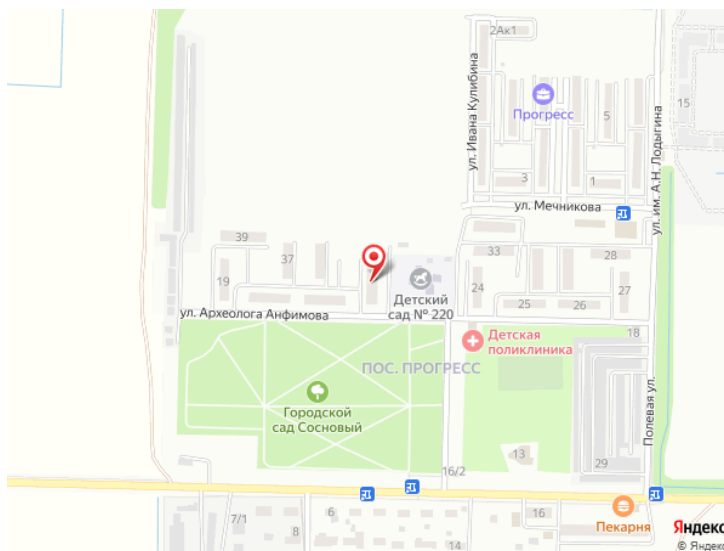 2Ак1
ул. Ивана Кулибина
Прогресс
5
15
3
1
ул. Мечникова
ул. им. А.Н. Лодыгина
39
37
33
28
19
24
25
26
27
Детский
сад № 220
ул. Археолога Анфимова
18
Детская
поликлиника
ПОС. ПРОГРЕСС
Городской
сад Сосновый
Полевая ул.
13
29
16/2
7/1
8
6
14
16
Пекарня
Яндекс
© Яндекс